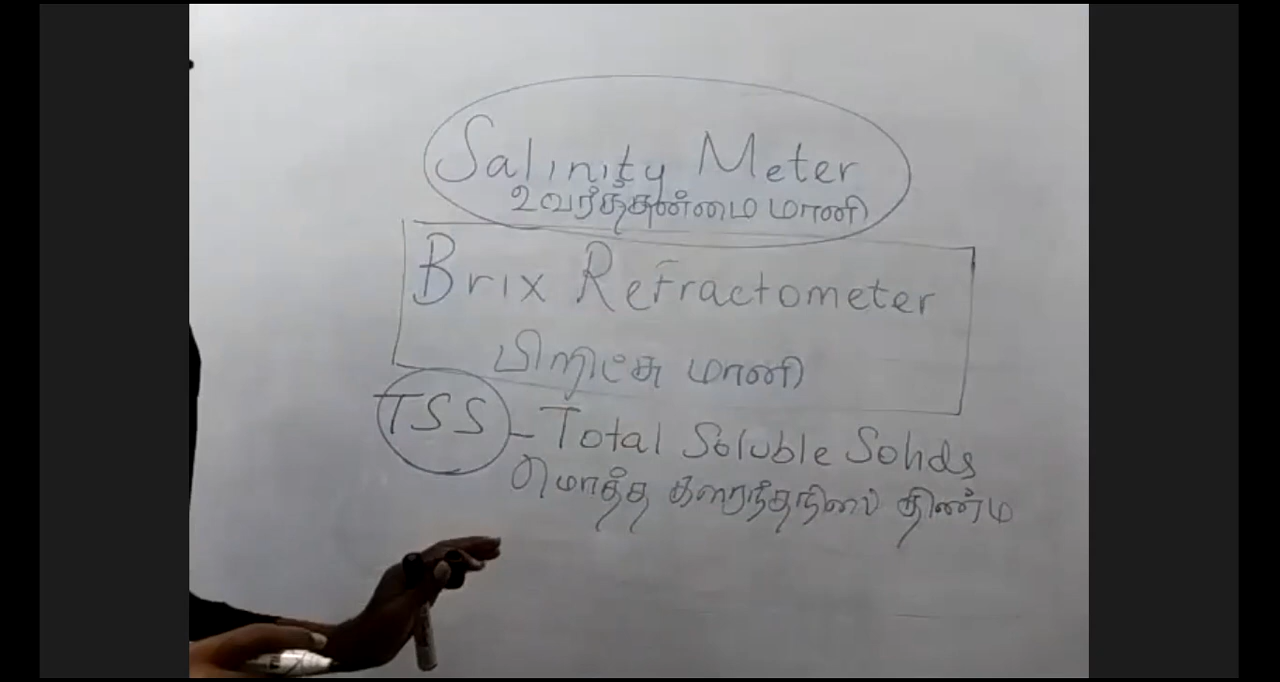 Salinity Meter
உவர்த்தன்மை மானி
Brix Refractometer
பிறிட்சு மானி
TSS - Total Soluble Solids
மொத்த கரைந்தநிலை திண்ம